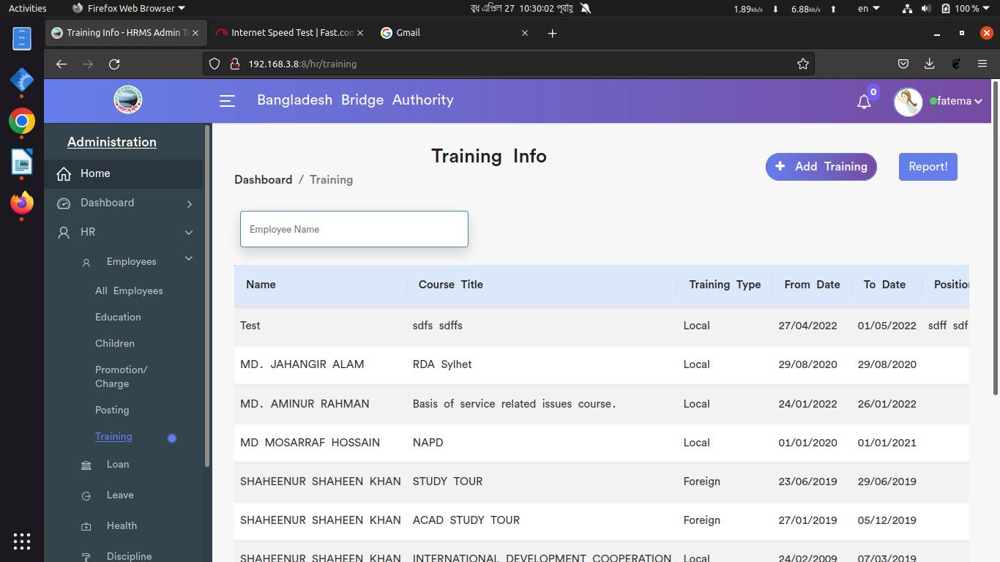 Activities Firefox Web Browser বুধ এপ্রিল 27 10:30:02 পূর্বাহ্ণ 1.89kb/s 6.88kb/s en 100 %
Training Info - HRMS Admin Te Internet Speed Test | Fast.com Gmail
192.168.3.8:8/hr/training
Bangladesh Bridge Authority 0 fatema
Administration
Home
Dashboard
HR
Employees
All Employees
Education
Children
Promotion/
Charge
Posting
Training
Loan
Leave
Health
Discipline
Training Info
Dashboard / Training
Add Training Report!
Employee Name
Name Course Title Training Type From Date To Date Position
Test sdfs sdffs Local 27/04/2022 01/05/2022 sdff sdf
MD. JAHANGIR ALAM RDA Sylhet Local 29/08/2020 29/08/2020
MD. AMINUR RAHMAN Basis of service related issues course. Local 24/01/2022 26/01/2022
MD MOSARRAF HOSSAIN NAPD Local 01/01/2020 01/01/2021
SHAHEENUR SHAHEEN KHAN STUDY TOUR Foreign 23/06/2019 29/06/2019
SHAHEENUR SHAHEEN KHAN ACAD STUDY TOUR Foreign 27/01/2019 05/12/2019
SHAHEENUR SHAHEEN KHAN INTERNATIONAL DEVELOPMENT COOPERATION Local 24/02/2009 07/03/2019